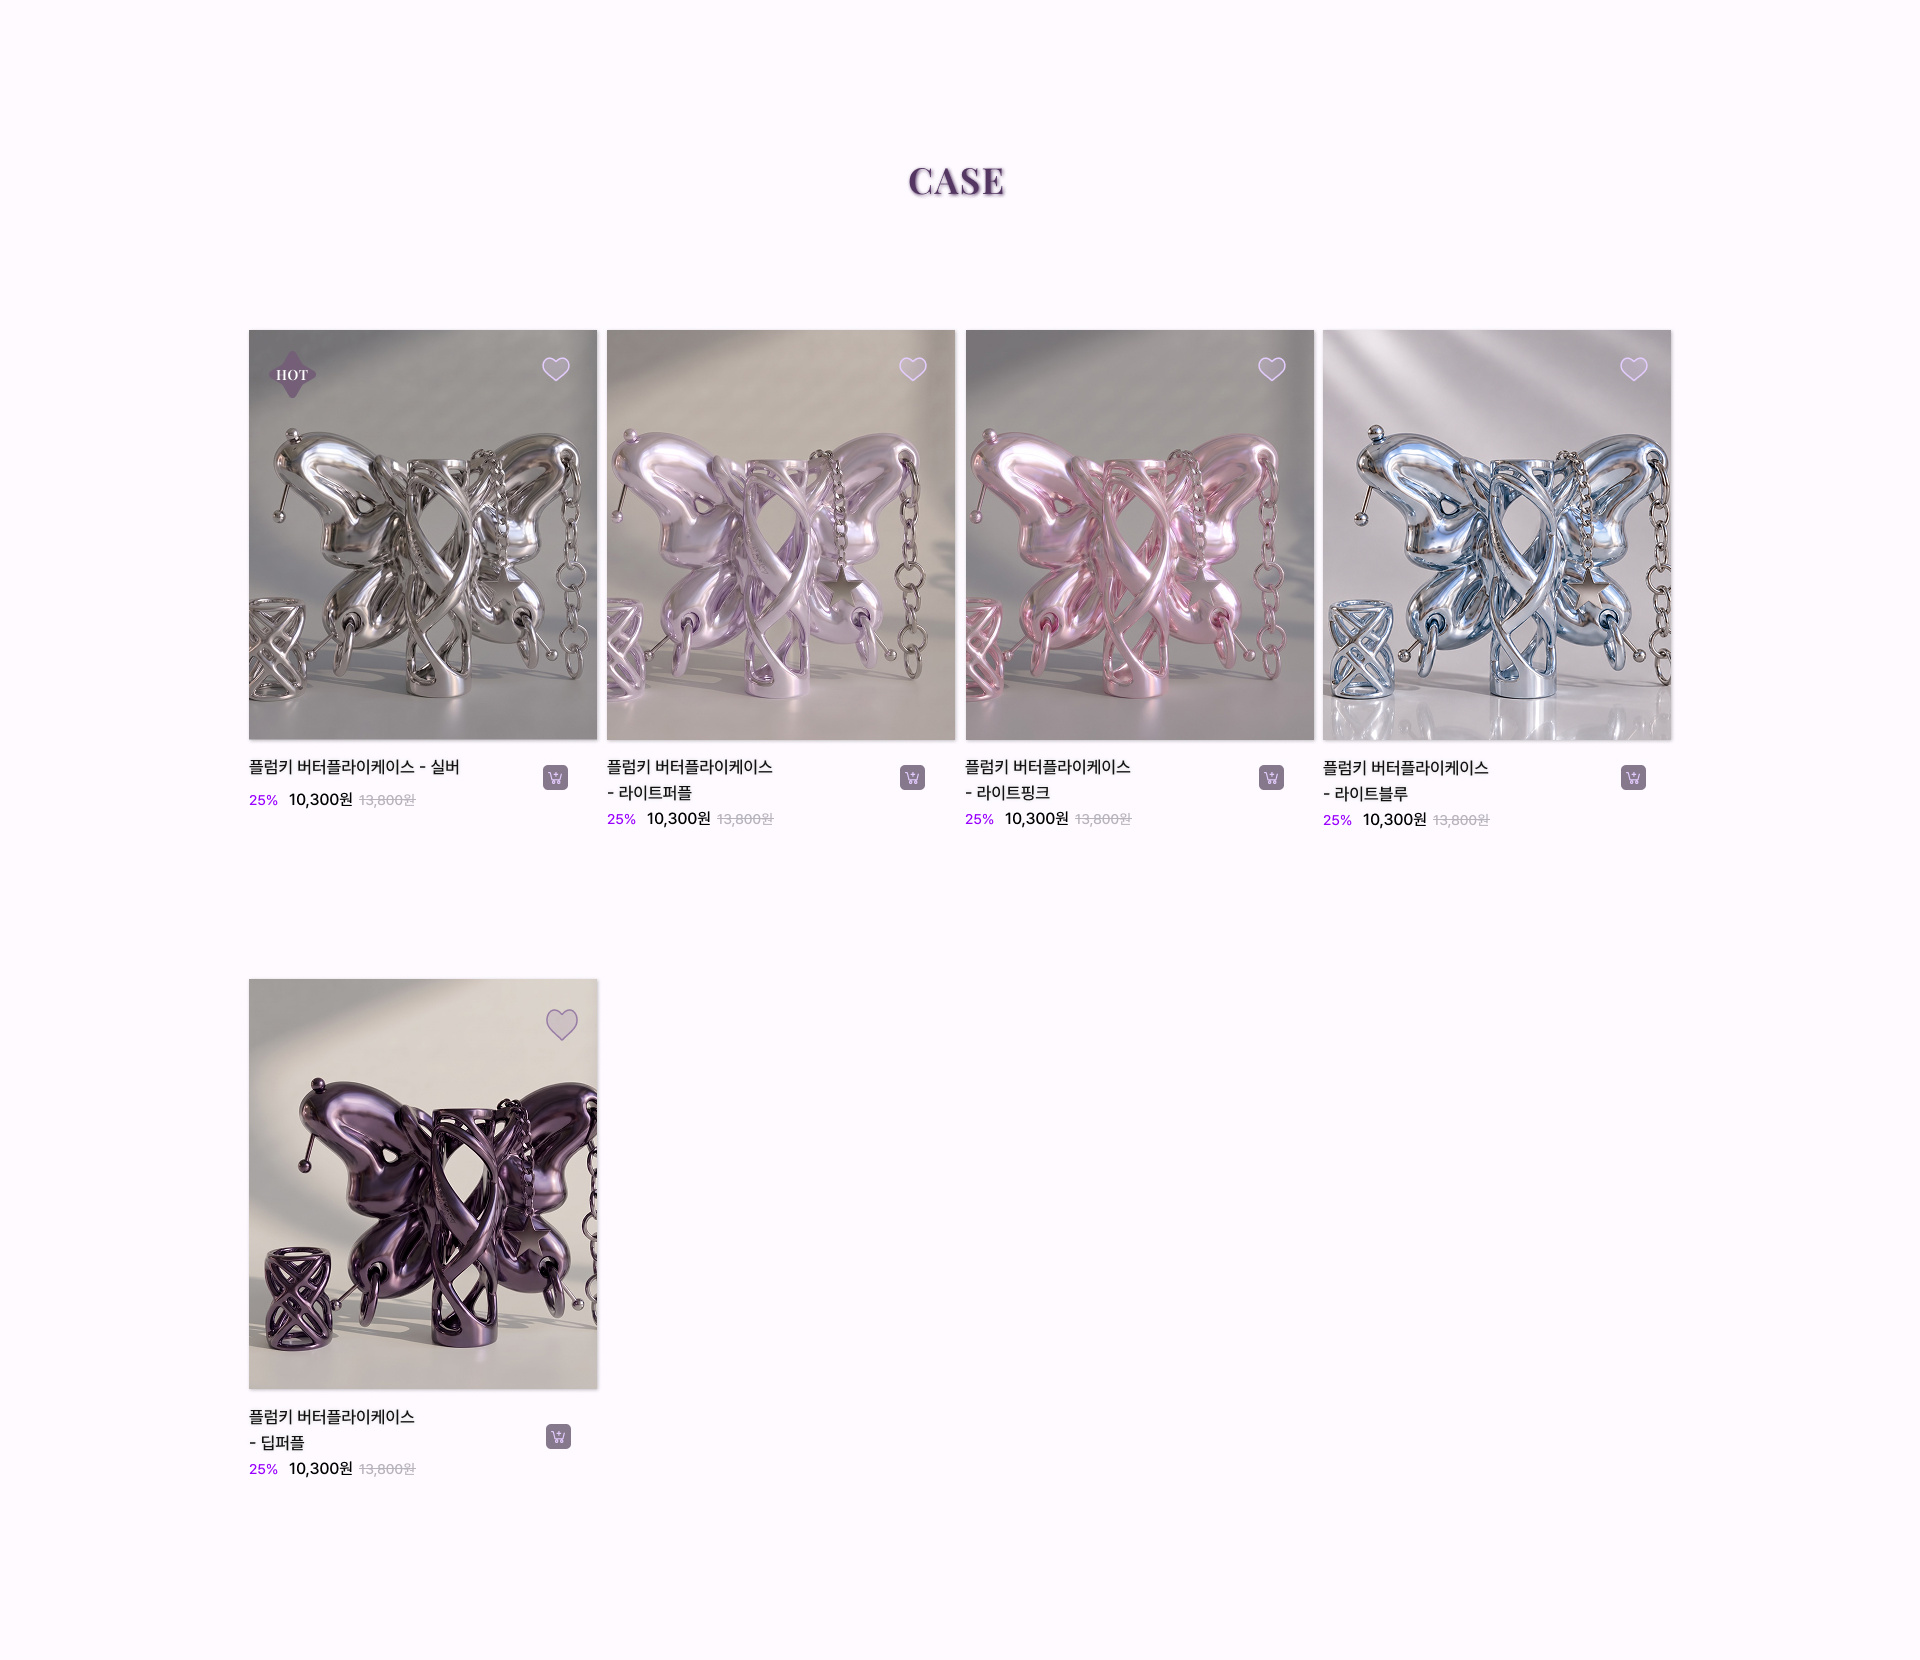 CASE
HOT
플럼키 버터플라이케이스 - 실버
25% 10,300원 13,800원
플럼키 버터플라이케이스
- 라이트퍼플
25% 10,300원 13,800원
플럼키 버터플라이케이스
- 라이트핑크
25% 10,300원 13,800원
플럼키 버터플라이케이스
- 라이트블루
25% 10,300원 13,800원
플럼키 버터플라이케이스
- 딥퍼플
25% 10,300원 13,800원